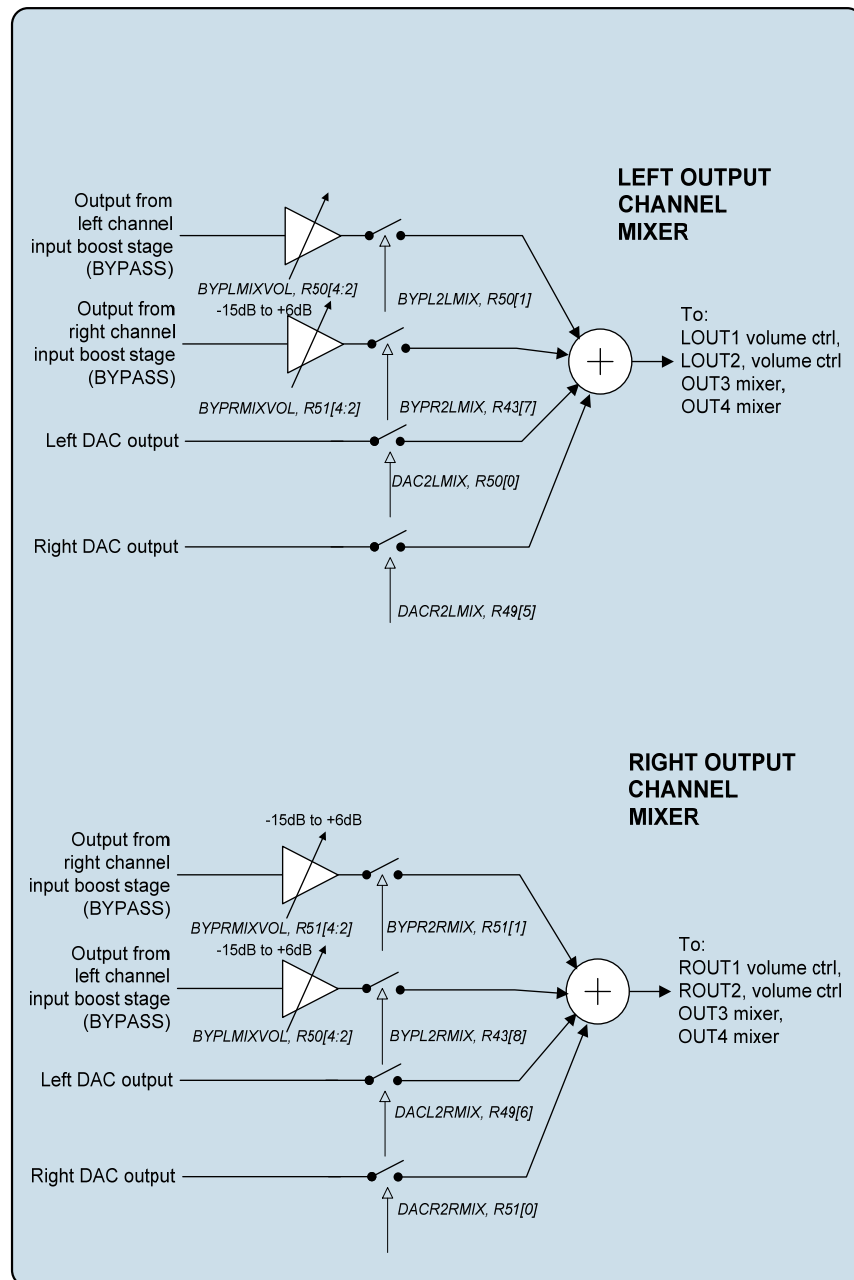 LEFT OUTPUT
CHANNEL
MIXER
Output from
left channel
input boost stage
(BYPASS)
BYPLMIXVOL, R50[4:2]
BYPL2LMIX, R50[1]
-15dB to +6dB
Output from
right channel
input boost stage
(BYPASS)
BYPRMIXVOL, R51[4:2]
BYPR2LMIX, R43[7]
To:
LOUT1 volume ctrl,
LOUT2, volume ctrl
OUT3 mixer,
OUT4 mixer
Left DAC output
DAC2LMIX, R50[0]
Right DAC output
DACR2LMIX, R49[5]
RIGHT OUTPUT
CHANNEL
MIXER
-15dB to +6dB
Output from
right channel
input boost stage
(BYPASS)
BYPRMIXVOL, R51[4:2]
BYPR2RMIX, R51[1]
-15dB to +6dB
Output from
left channel
input boost stage
(BYPASS)
BYPLMIXVOL, R50[4:2]
BYPL2RMIX, R43[8]
To:
ROUT1 volume ctrl,
ROUT2, volume ctrl
OUT3 mixer,
OUT4 mixer
Left DAC output
DACL2RMIX, R49[6]
Right DAC output
DACR2RMIX, R51[0]